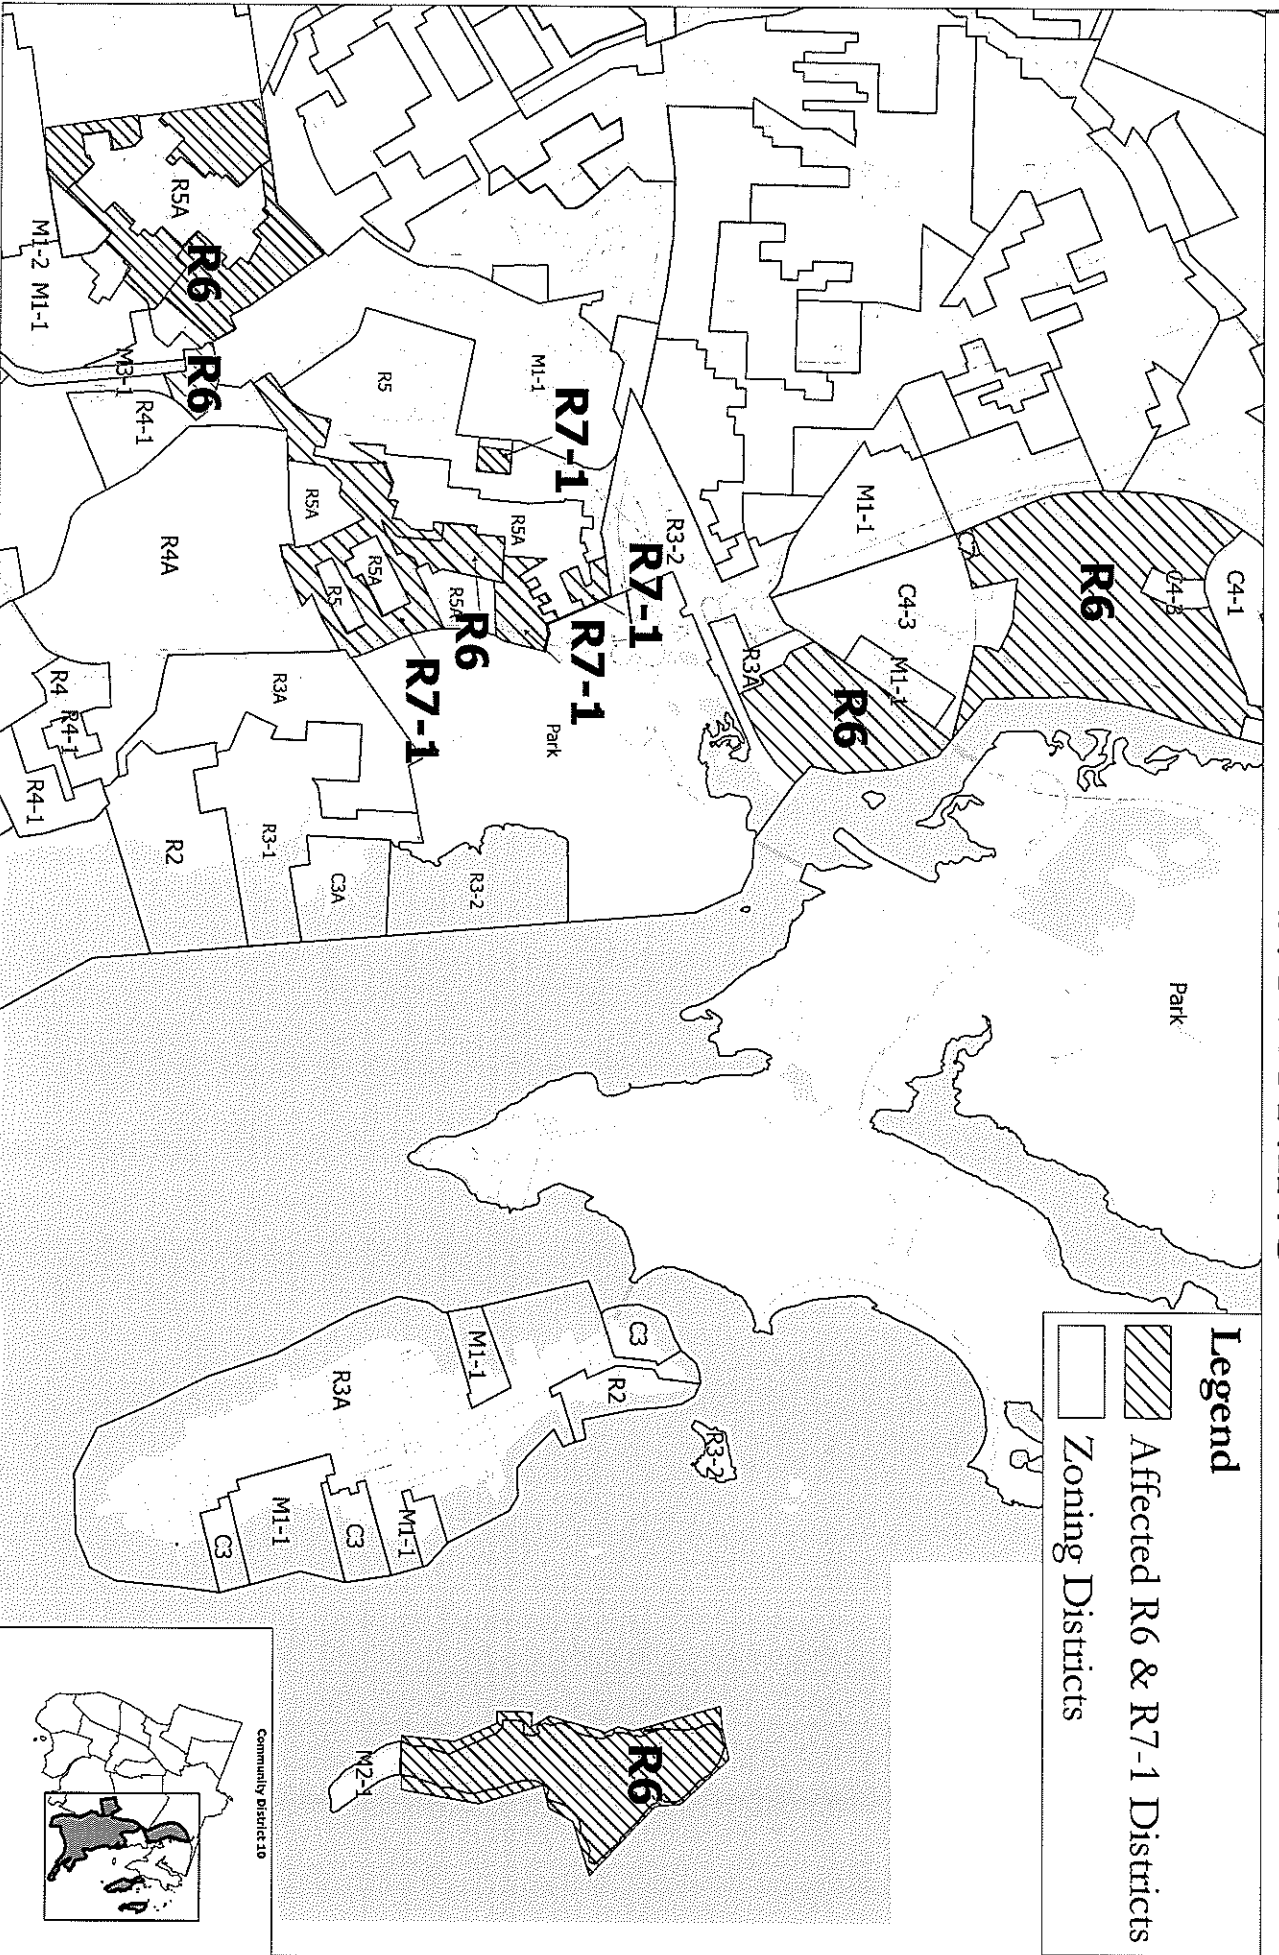 Legend
Affected R6 & R7-1 Districts
Zoning Districts
C4-1
C4-3
R6
Park
M1-1
C4-3
M1-1
R6
R3A
R3-2
R7-1
R7-1
M1-1
R7-1
R5A
Park
R5
R6
R5A
R7-1
R5A
R5A
R5
R6
R5A
R6
R4-1
M3-1
M1-2
M1-1
R4A
R3A
R3-2
C3A
R3-1
R2
R4
R4-1
R4-1
C3
R2
R3-2
M1-1
R3A
M1-1
C3
M1-1
C3
R6
M2-1
Community District 10